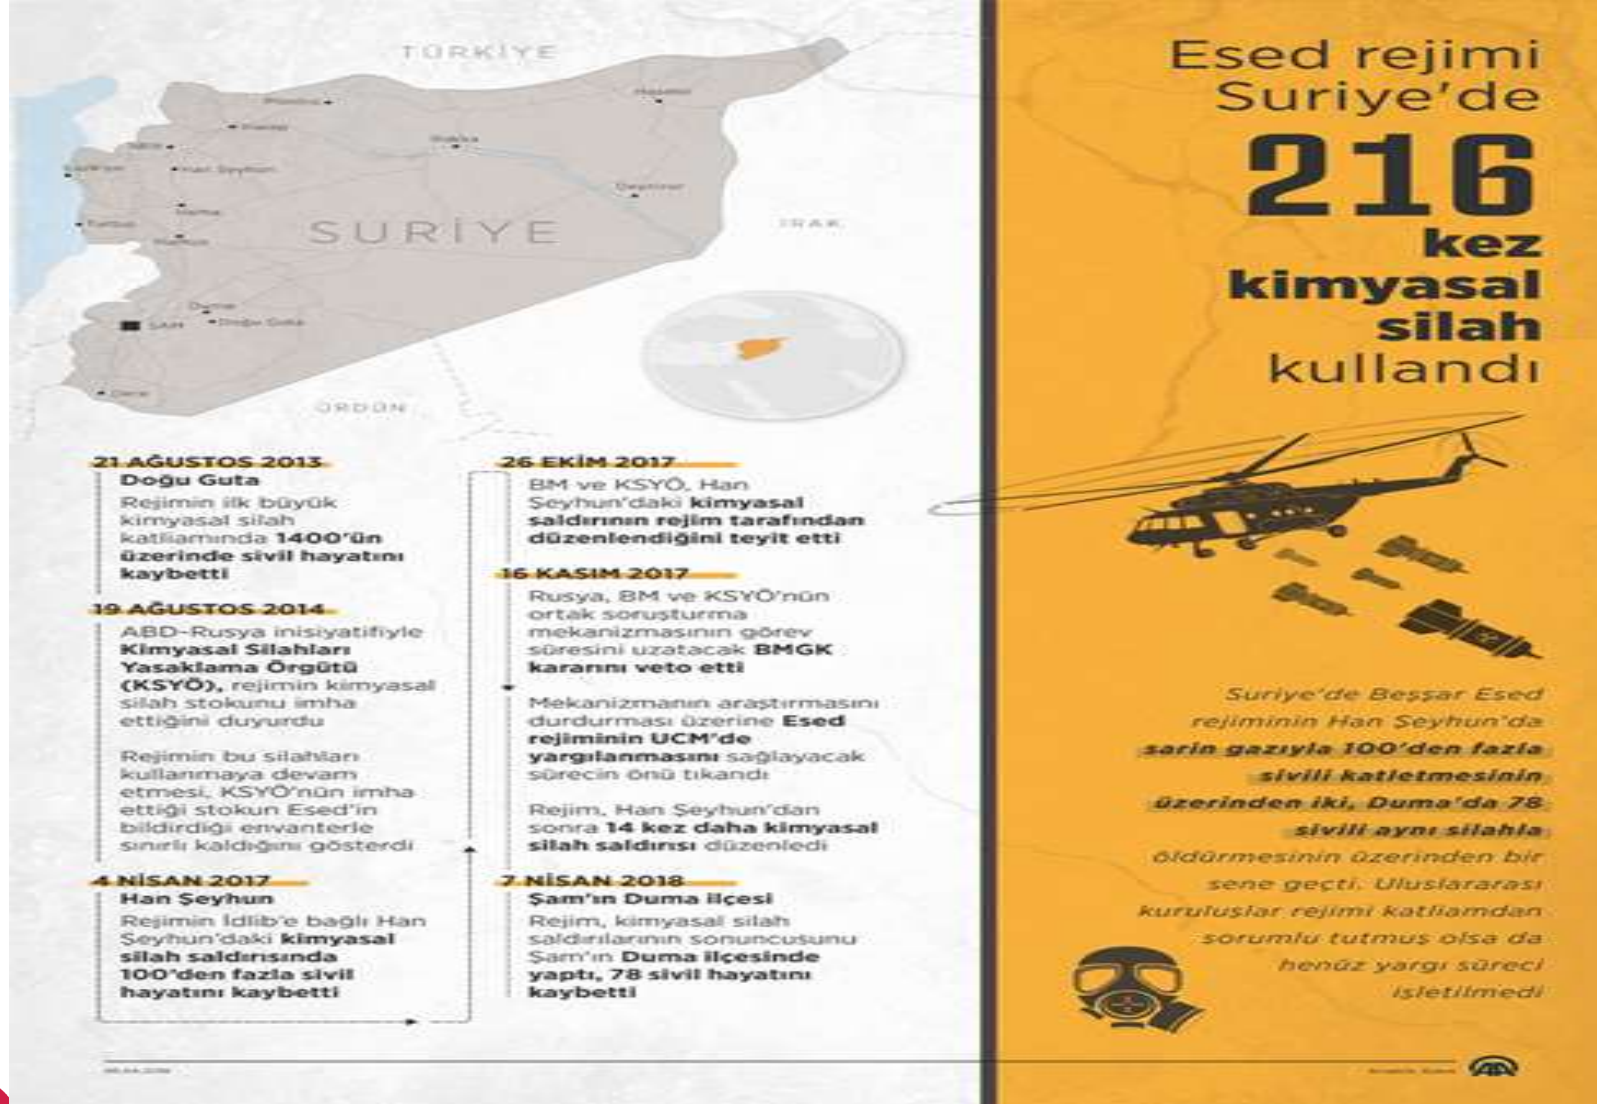 TÜRKİYE
Rakka
Han Şeyhun
Hama
SURİYE
IRAK
Duma
ŞAM
Doğu Guta
ÜRDÜN
21 AĞUSTOS 2013
Doğu Guta
Rejimin ilk büyük
kimyasal silah
katliamında 1400'ün
üzerinde sivil hayatını
kaybetti
19 AĞUSTOS 2014
ABD-Rusya inisiyatifiyle
Kimyasal Silahları
Yasaklama Örgütü
(KSYÖ), rejimin kimyasal
silah stokunu imha
ettiğini duyurdu
Rejimin bu silahları
kullanmaya devam
etmesi, KSYÖ'nün imha
ettiği stokun Esed'in
bildirdiği envanterle
sınırlı kaldığını gösterdi
4 NİSAN 2017
Han Şeyhun
Rejimin İdlib'e bağlı Han
Şeyhun'daki kimyasal
silah saldırısında
100'den fazla sivil
hayatını kaybetti
26 EKİM 2017
BM ve KSYÖ, Han
Şeyhun'daki kimyasal
saldırının rejim tarafından
düzenlendiğini teyit etti
16 KASIM 2017
Rusya, BM ve KSYÖ'nün
ortak soruşturma
mekanizmasının görev
süresini uzatacak BMGK
kararını veto etti
Mekanizmanın araştırmasını
durdurması üzerine Esed
rejiminin UCM'de
yargılanmasını sağlayacak
sürecin önü tıkandı
Rejim, Han Şeyhun'dan
sonra 14 kez daha kimyasal
silah saldırısı düzenledi
7 NİSAN 2018
Şam'ın Duma ilçesi
Rejim, kimyasal silah
saldırılarının sonuncusunu
Şam'ın Duma ilçesinde
yaptı, 78 sivil hayatını
kaybetti
Esed rejimi
Suriye'de
216
kez
kimyasal
silah
kullandı
Suriye'de Beşşar Esed
rejiminin Han Şeyhun'da
sarin gazıyla 100'den fazla
sivili katletmesinin
üzerinden iki, Duma'da 78
sivili aynı silahla
öldürmesinin üzerinden bir
sene geçti. Uluslararası
kuruluşlar rejimi katliamdan
sorumlu tutmuş olsa da
henüz yargı süreci
işletilmedi
AA